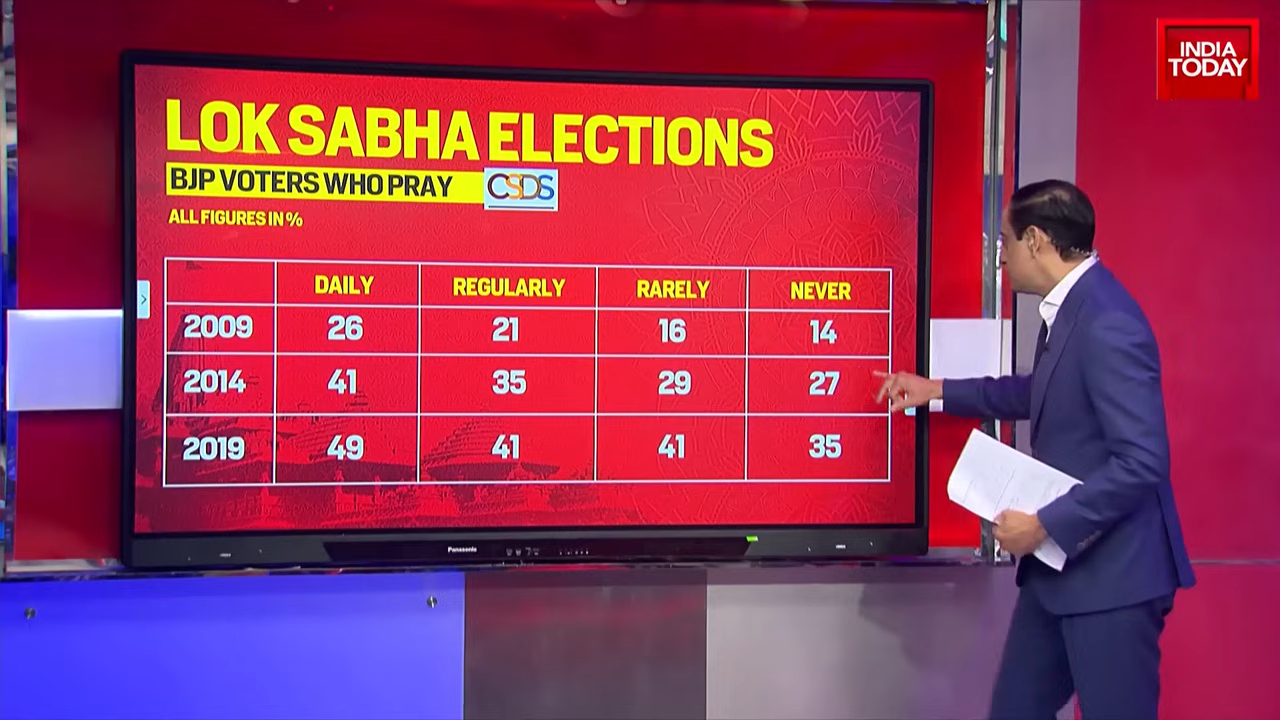 INDIA
TODAY
LOK SABHA ELECTIONS
BJP VOTERS WHO PRAY CSDS
ALL FIGURES IN %
DAILY REGULARLY RARELY NEVER
2009 26 21 16 14
2014 41 35 29 27
2019 49 41 41 35
Panasonic